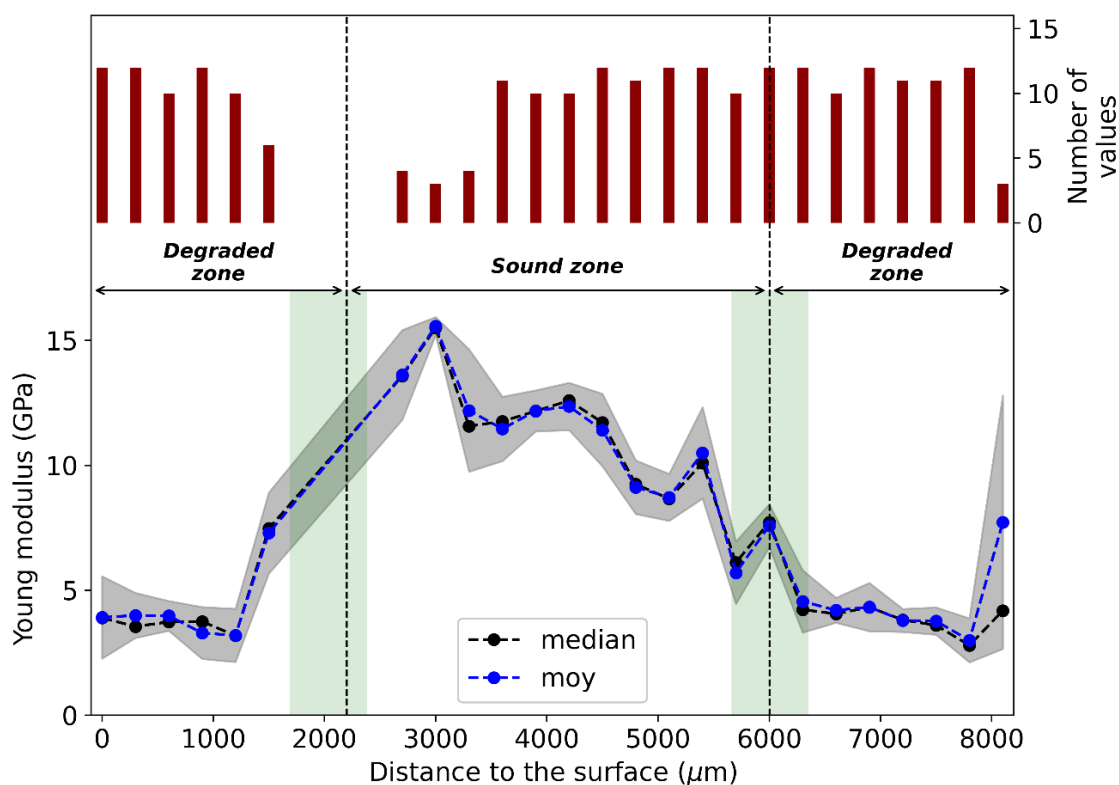 15
10
5
0
Number of
values
Degraded
zone
Sound zone
Degraded
zone
15
10
5
0
Young modulus (GPa)
median
moy
0 1000 2000 3000 4000 5000 6000 7000 8000
Distance to the surface (μm)